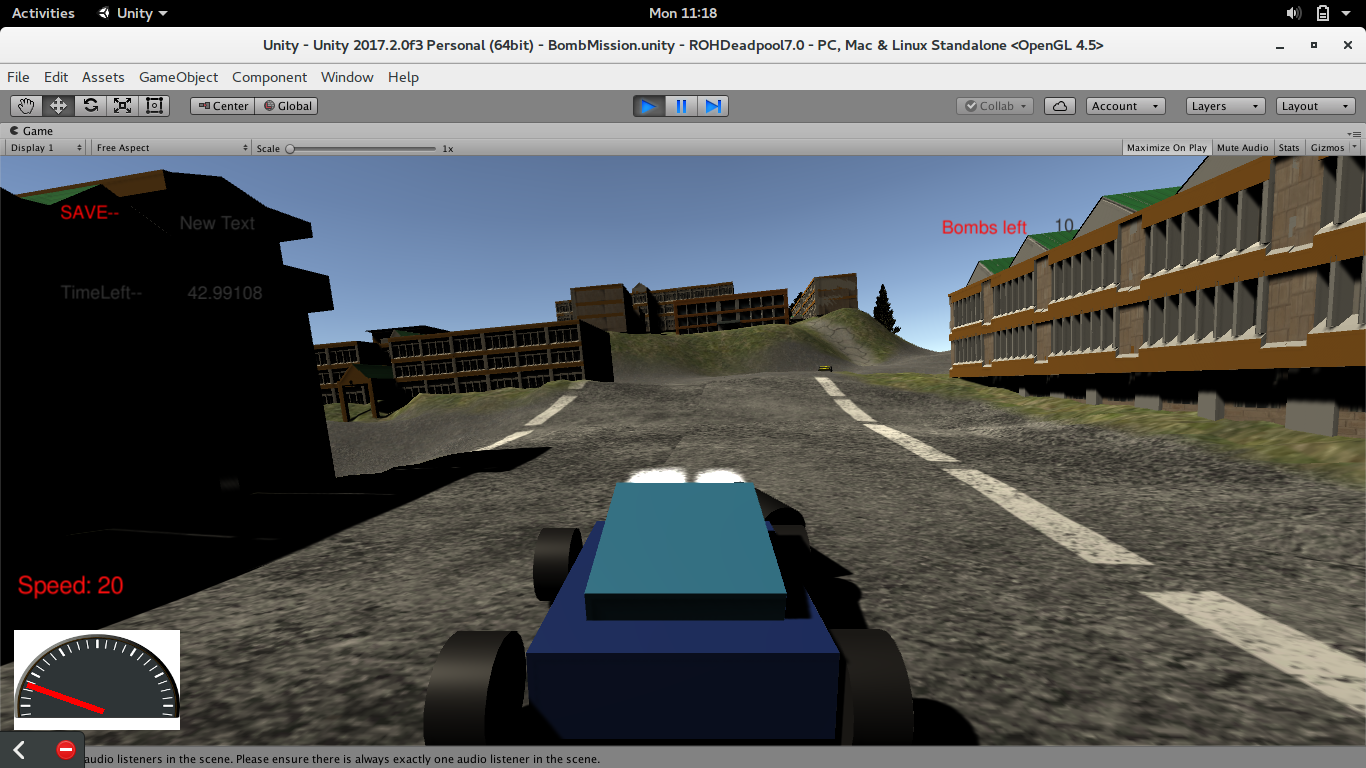 Activities Unity Mon 11:18
Unity - Unity 2017.2.0f3 Personal (64bit) - BombMission.unity - ROHDeadpool7.0 - PC, Mac & Linux Standalone <OpenGL 4.5>
File Edit Assets GameObject Component Window Help
Center Global Collab Account Layers Layout
Game
Display 1 Free Aspect Scale 1x Maximize On Play Mute Audio Stats Gizmos
SAVE-- New Text
Bombs left 10
TimeLeft-- 42.99108
Speed: 20
audio listeners in the scene. Please ensure there is always exactly one audio listener in the scene.